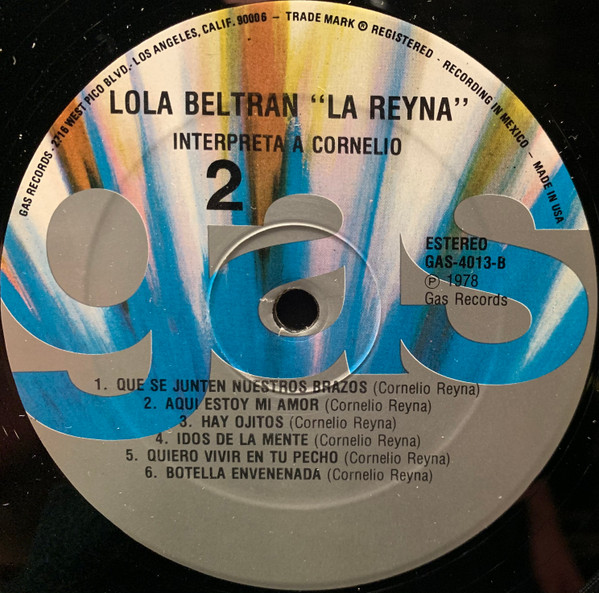 GAS RECORDS · 2716 WEST PICO BLVD. · LOS ANGELES, CALIF. 90006 – TRADE MARK ® REGISTERED · RECORDING IN MEXICO – MADE IN USA
LOLA BELTRAN "LA REYNA"
INTERPRETA A CORNELIO
2
gas
ESTEREO
GAS-4013-B
℗ 1978
Gas Records
1. QUE SE JUNTEN NUESTROS BRAZOS (Cornelio Reyna)
2. AQUI ESTOY MI AMOR (Cornelio Reyna)
3. HAY OJITOS (Cornelio Reyna)
4. IDOS DE LA MENTE (Cornelio Reyna)
5. QUIERO VIVIR EN TU PECHO (Cornelio Reyna)
6. BOTELLA ENVENENADA (Cornelio Reyna)